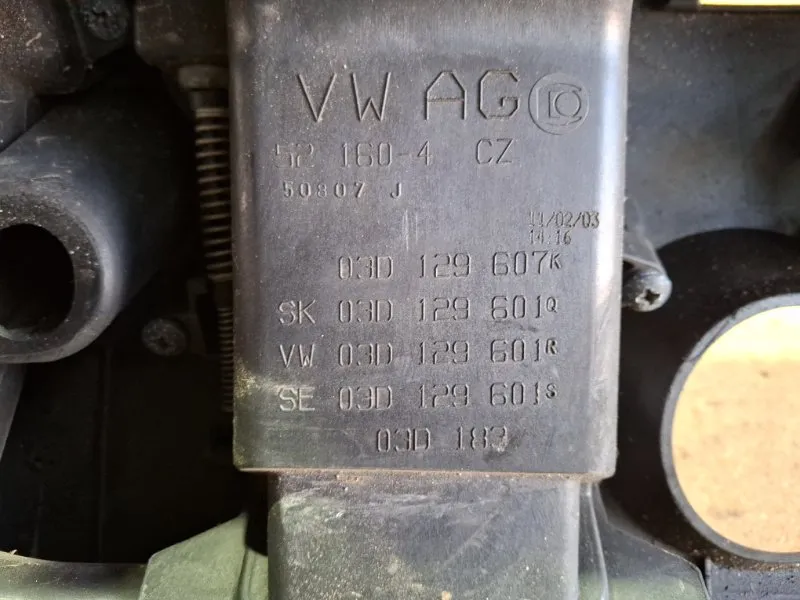 VW AG
52 160-4 CZ
50807 J
11/02/03
14:16
03D 129 607K
SK 03D 129 601Q
VW 03D 129 601R
SE 03D 129 601S
03D 183